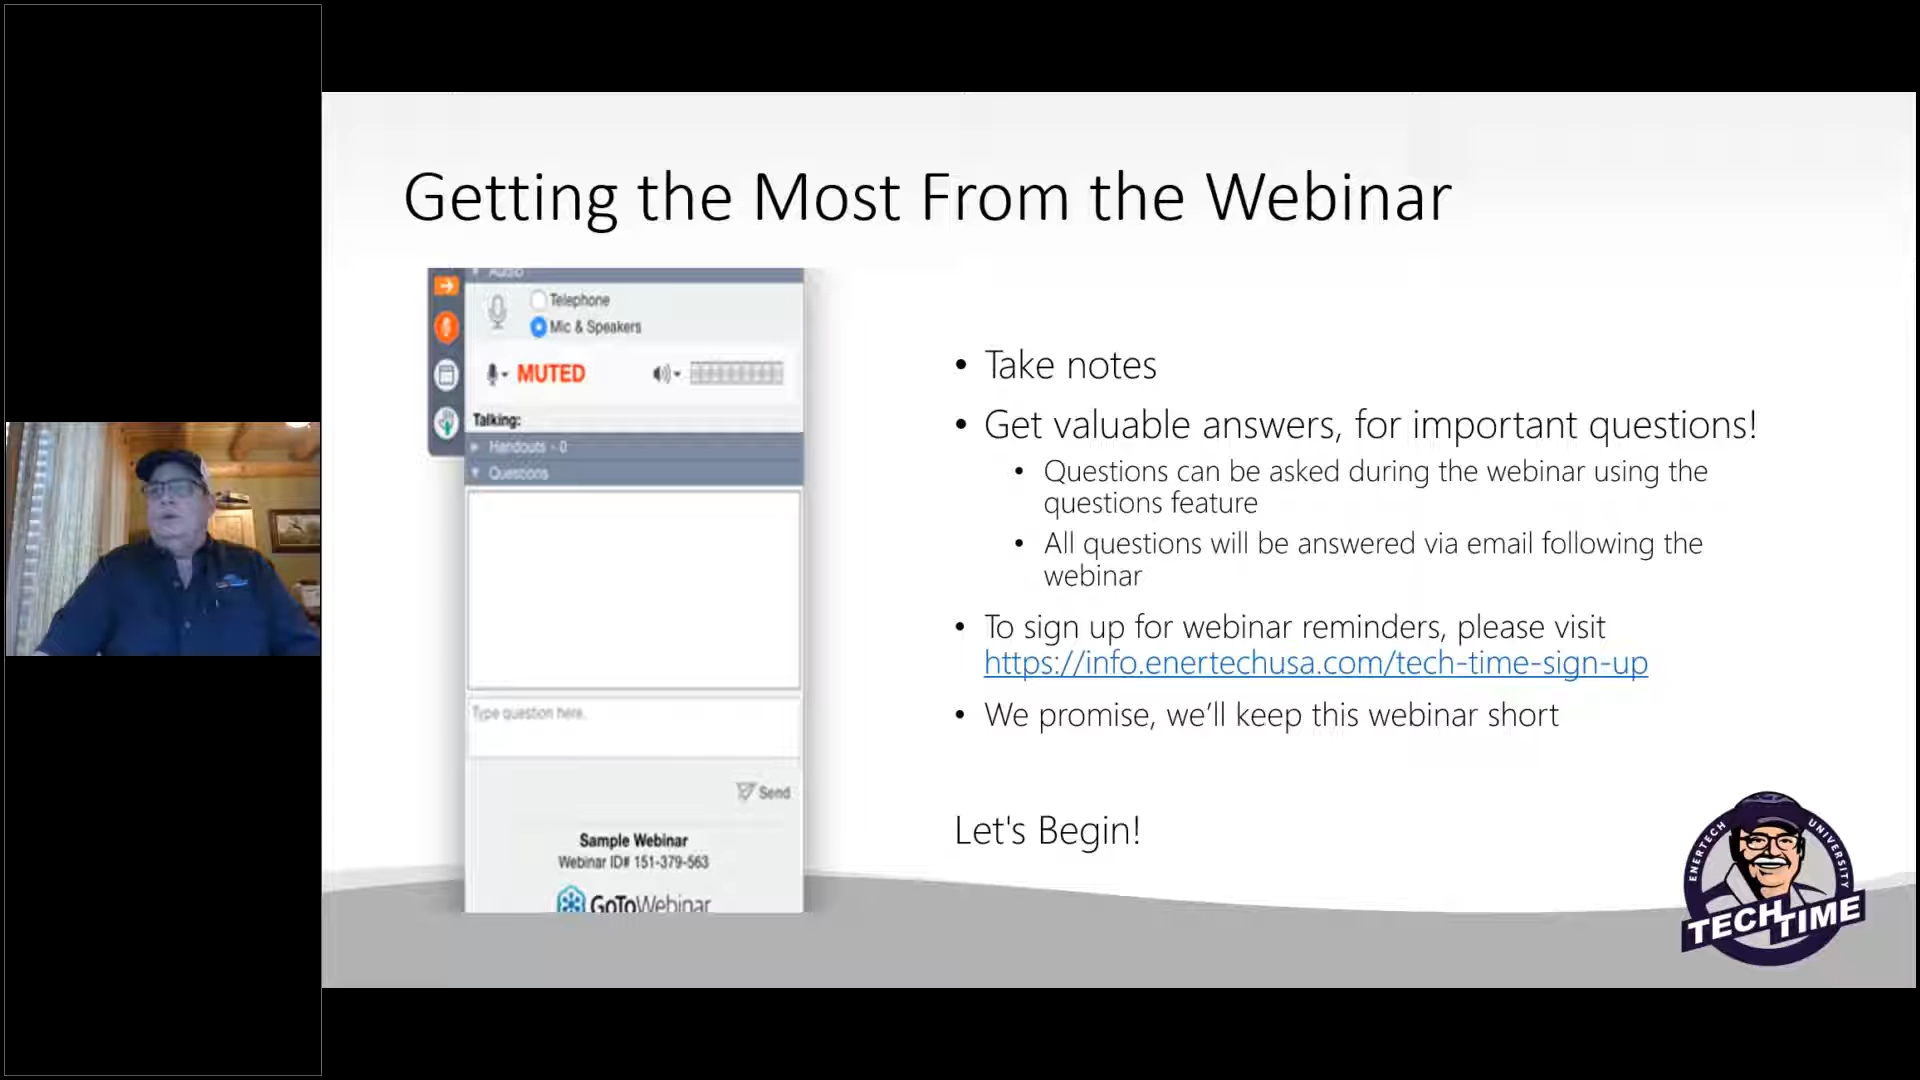 Getting the Most From the Webinar
Audio
Telephone
Mic & Speakers
MUTED
Talking:
Handouts - 0
Questions
Type question here.
Send
Sample Webinar
Webinar ID# 151-379-563
GoToWebinar
• Take notes
• Get valuable answers, for important questions!
• Questions can be asked during the webinar using the
questions feature
• All questions will be answered via email following the
webinar
• To sign up for webinar reminders, please visit
https://info.enertechusa.com/tech-time-sign-up
• We promise, we’ll keep this webinar short
Let's Begin!
ENERTECH UNIVERSITY
TECH TIME